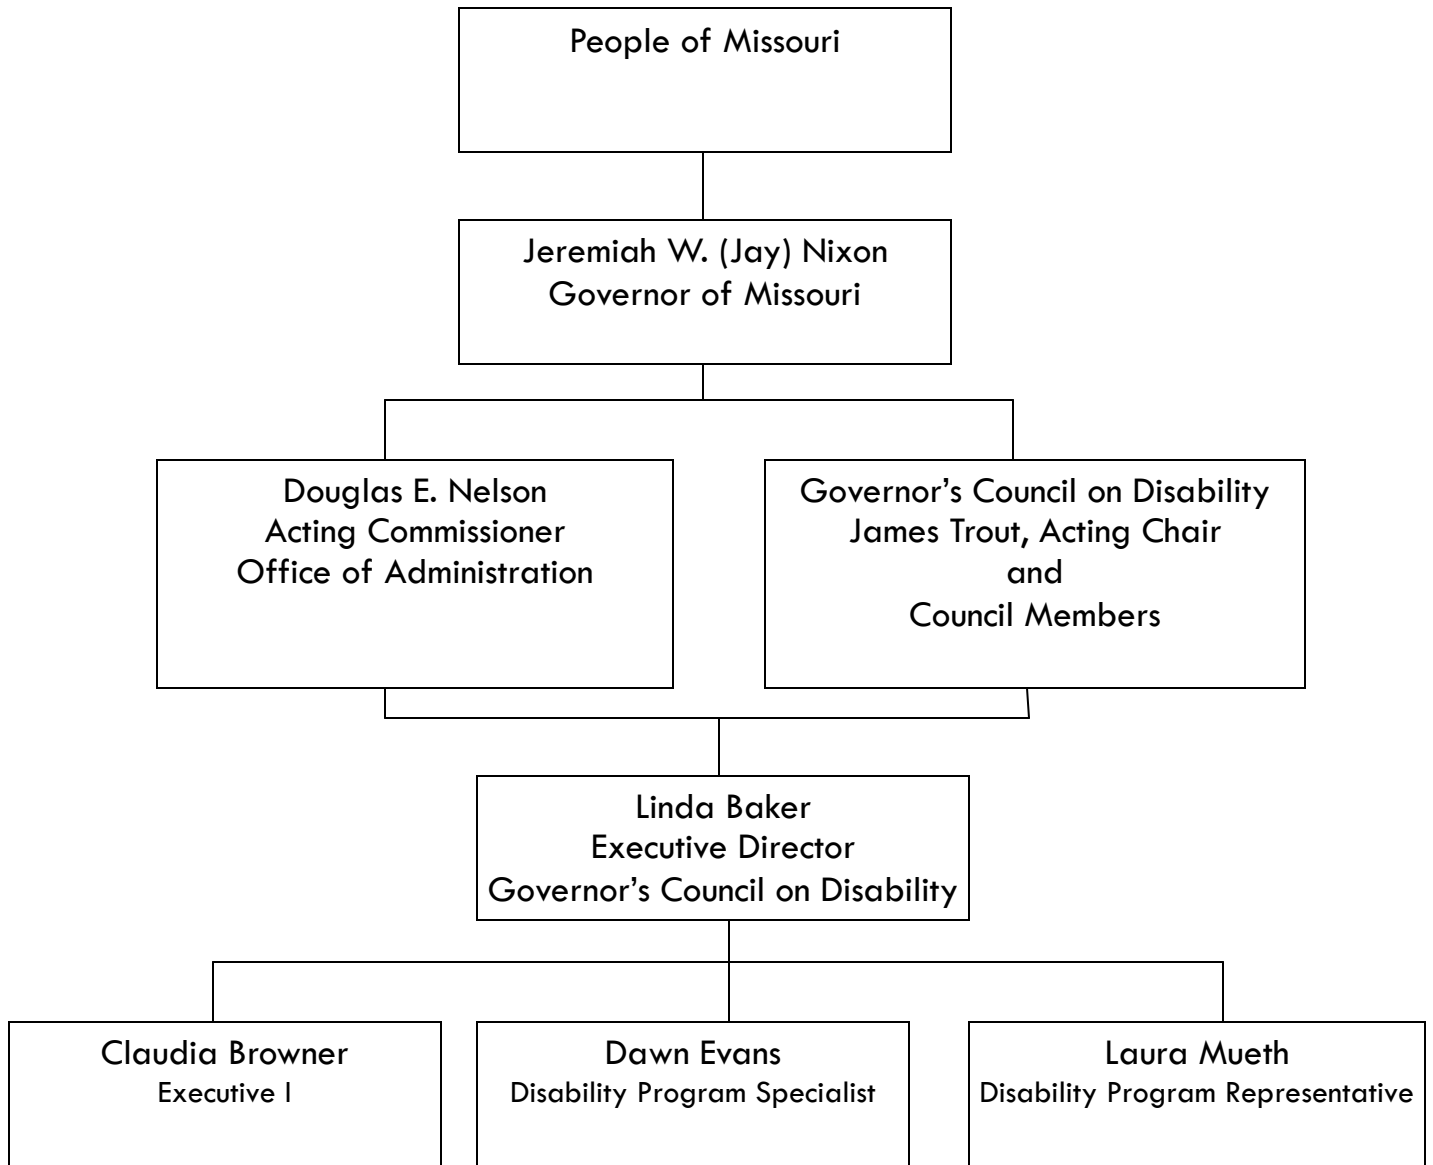 People of Missouri
Jeremiah W. (Jay) Nixon
Governor of Missouri
Douglas E. Nelson
Acting Commissioner
Office of Administration
Governor’s Council on Disability
James Trout, Acting Chair
and
Council Members
Linda Baker
Executive Director
Governor’s Council on Disability
Claudia Browner
Executive I
Dawn Evans
Disability Program Specialist
Laura Mueth
Disability Program Representative